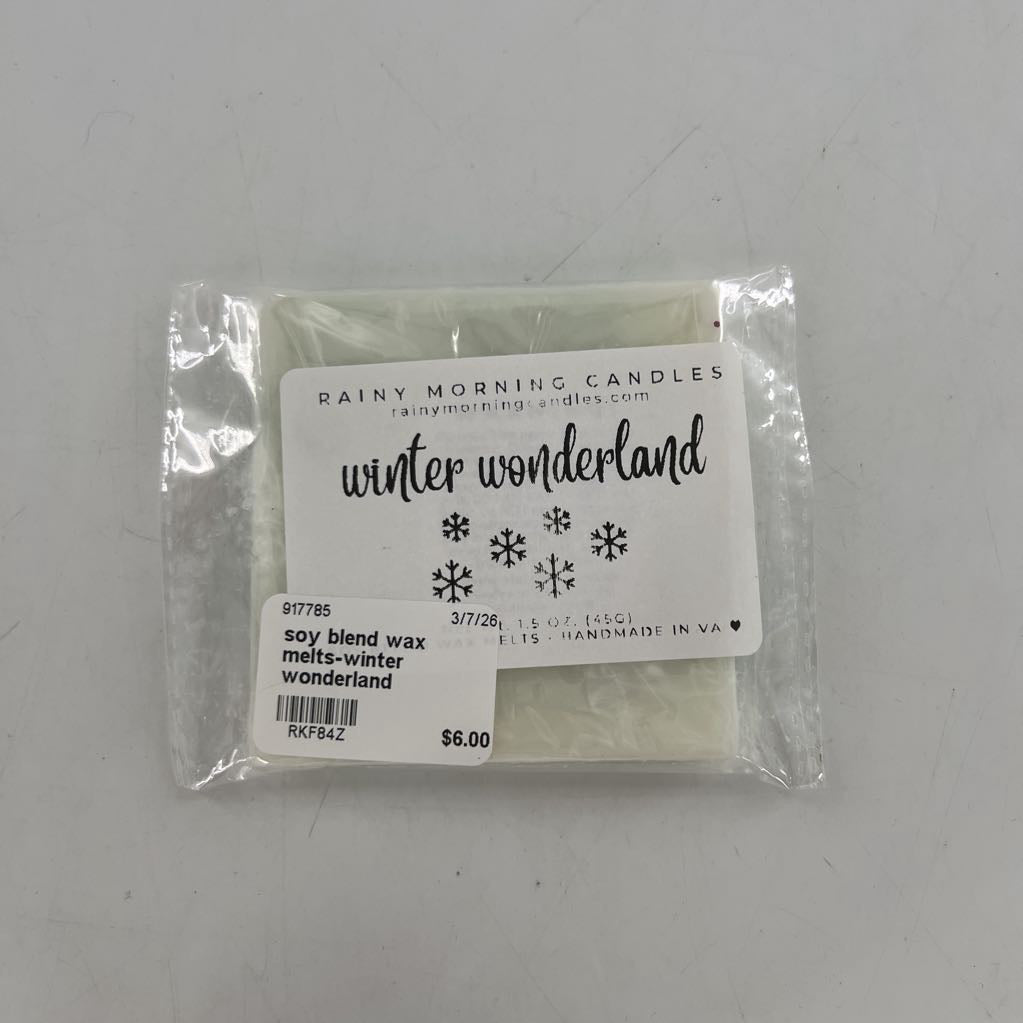 RAINY MORNING CANDLES
rainymorningcandles.com
winter wonderland
1.5 OZ. (45G)
HANDMADE IN VA ♥
917785
3/7/26
soy blend wax
melts-winter
wonderland
RKF84Z
$6.00